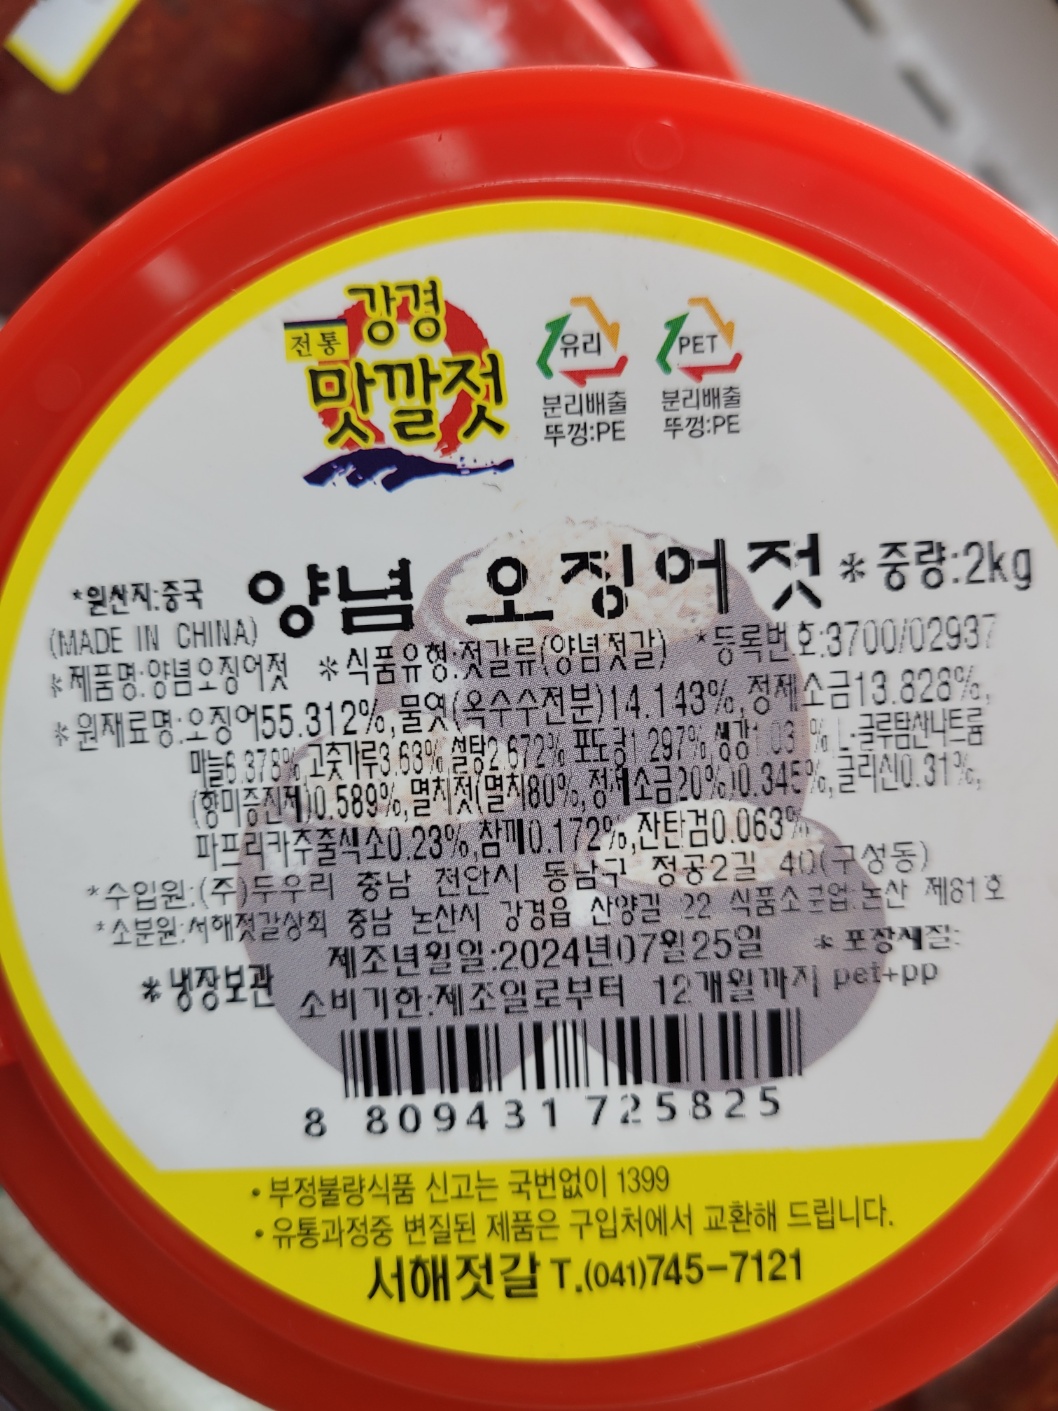 강경
전통
맛깔젓
유리
분리배출
뚜껑:PE
PET
분리배출
뚜껑:PE
*원산지:중국
(MADE IN CHINA)
양념 오징어젓 *중량:2kg
*제품명:양념오징어젓 *식품유형:젓갈류(양념젓갈) *등록번호:3700/02937
*원재료명:오징어55.312%,물엿(옥수수전분)14.143%,정제소금13.828%,
마늘6.378%,고춧가루3.63%,설탕2.672%,포도당1.297%,생강 L-글루탐산나트륨
(향미증진제)0.589%,멸치젓(멸치80%,정제소금20%)0.345%,글리신0.31%,
파프리카추출색소0.23%,참깨0.172%,잔탄검0.063%
*수입원:(주)두우리 충남 천안시 동남구 정공2길 40(구성동)
*소분원:서해젓갈상회 충남 논산시 강경읍 산양길 22 식품소분업:논산 제81호
제조년월일:2024년07월25일 *포장재질:
*냉장보관 소비기한:제조일로부터 12개월까지 pet+pp
8 809431 725825
• 부정불량식품 신고는 국번없이 1399
• 유통과정중 변질된 제품은 구입처에서 교환해 드립니다.
서해젓갈 T.(041)745-7121